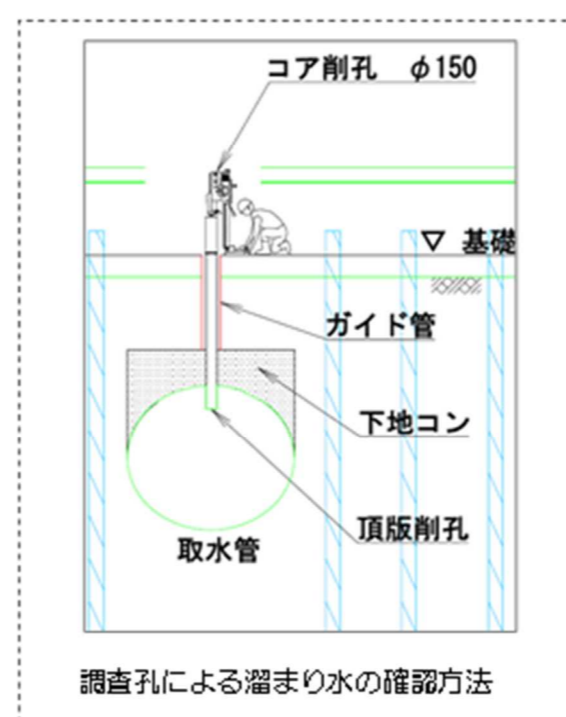 コア削孔　φ150
▽ 基礎
ガイド管
下地コン
頂版削孔
取水管
調査孔による溜まり水の確認方法